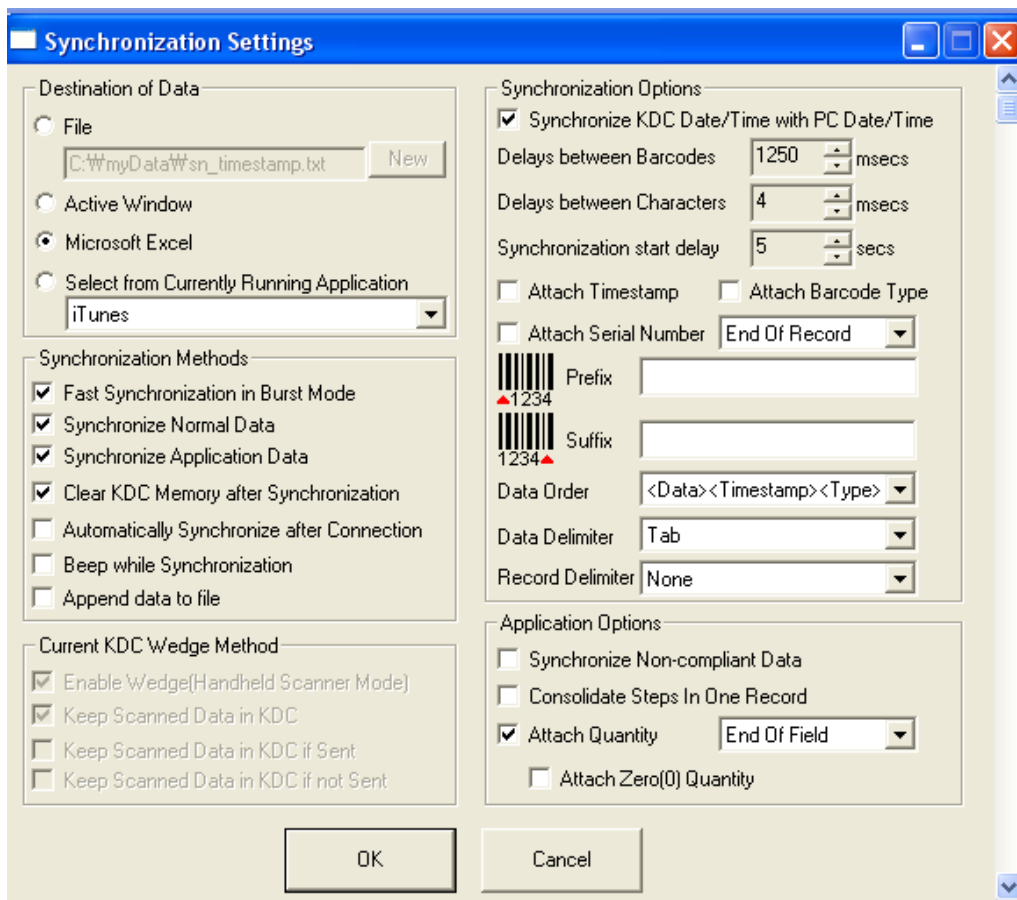 Synchronization Settings
Destination of Data
File
C:₩myData₩sn_timestamp.txt
New
Active Window
Microsoft Excel
Select from Currently Running Application
iTunes
Synchronization Methods
Fast Synchronization in Burst Mode
Synchronize Normal Data
Synchronize Application Data
Clear KDC Memory after Synchronization
Automatically Synchronize after Connection
Beep while Synchronization
Append data to file
Current KDC Wedge Method
Enable Wedge(Handheld Scanner Mode)
Keep Scanned Data in KDC
Keep Scanned Data in KDC if Sent
Keep Scanned Data in KDC if not Sent
Synchronization Options
Synchronize KDC Date/Time with PC Date/Time
Delays between Barcodes 1250 msecs
Delays between Characters 4 msecs
Synchronization start delay 5 secs
Attach Timestamp Attach Barcode Type
Attach Serial Number End Of Record
1234 Prefix
1234 Suffix
Data Order <Data><Timestamp><Type>
Data Delimiter Tab
Record Delimiter None
Application Options
Synchronize Non-compliant Data
Consolidate Steps In One Record
Attach Quantity End Of Field
Attach Zero(0) Quantity
OK Cancel